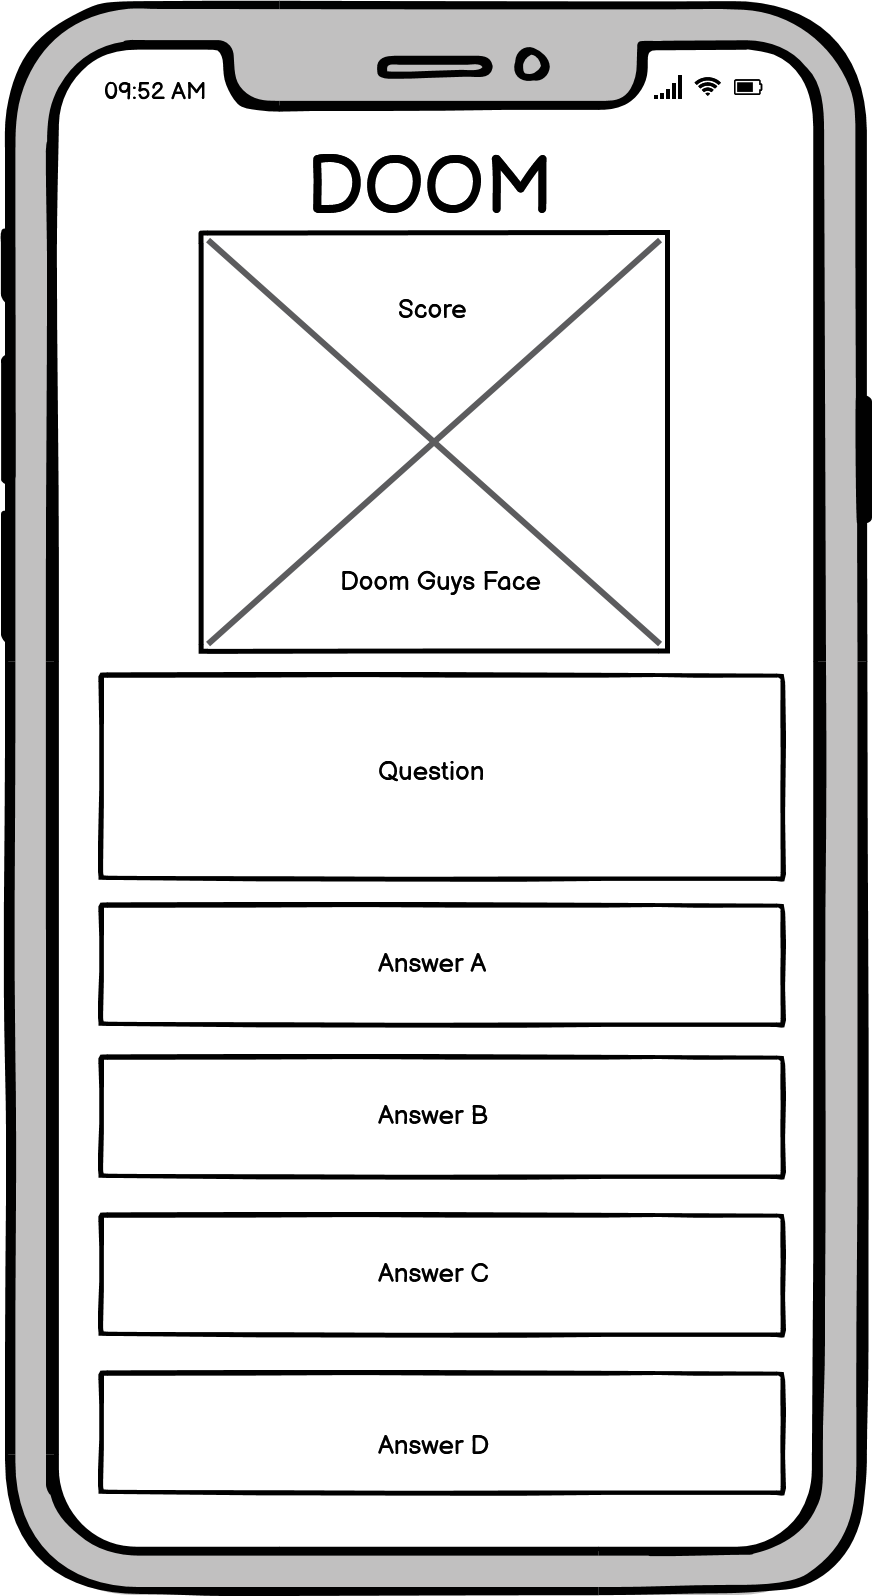 09:52 AM
DOOM
Score
Doom Guys Face
Question
Answer A
Answer B
Answer C
Answer D